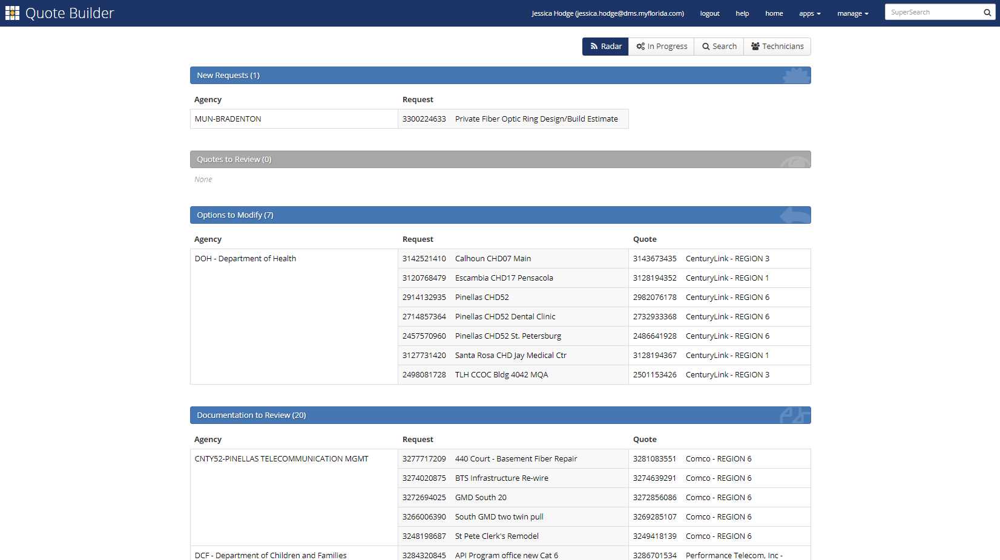 Quote Builder
Jessica Hodge (jessica.hodge@dms.myflorida.com) logout help home apps manage SuperSearch
Radar In Progress Search Technicians
New Requests (1)
Agency Request
MUN-BRADENTON 3300224633 Private Fiber Optic Ring Design/Build Estimate
Quotes to Review (0)
None
Options to Modify (7)
Agency Request Quote
DOH - Department of Health 3142521410 Calhoun CHD07 Main 3143673435 CenturyLink - REGION 3
3120768479 Escambia CHD17 Pensacola 3128194352 CenturyLink - REGION 1
2914132935 Pinellas CHD52 2982076178 CenturyLink - REGION 6
2714857364 Pinellas CHD52 Dental Clinic 2732933368 CenturyLink - REGION 6
2457570960 Pinellas CHD52 St. Petersburg 2486641928 CenturyLink - REGION 6
3127731420 Santa Rosa CHD Jay Medical Ctr 3128194367 CenturyLink - REGION 1
2498081728 TLH CCOC Bldg 4042 MQA 2501153426 CenturyLink - REGION 3
Documentation to Review (20)
Agency Request Quote
CNTY52-PINELLAS TELECOMMUNICATION MGMT 3277717209 440 Court - Basement Fiber Repair 3281083551 Comco - REGION 6
3274020875 BTS Infrastructure Re-wire 3274639291 Comco - REGION 6
3272694025 GMD South 20 3272856086 Comco - REGION 6
3266006390 South GMD two twin pull 3269285107 Comco - REGION 6
3248198687 St Pete Clerk's Remodel 3249418139 Comco - REGION 6
DCF - Department of Children and Families 3284320845 API Program office new Cat 6 3286701534 Performance Telecom, Inc -